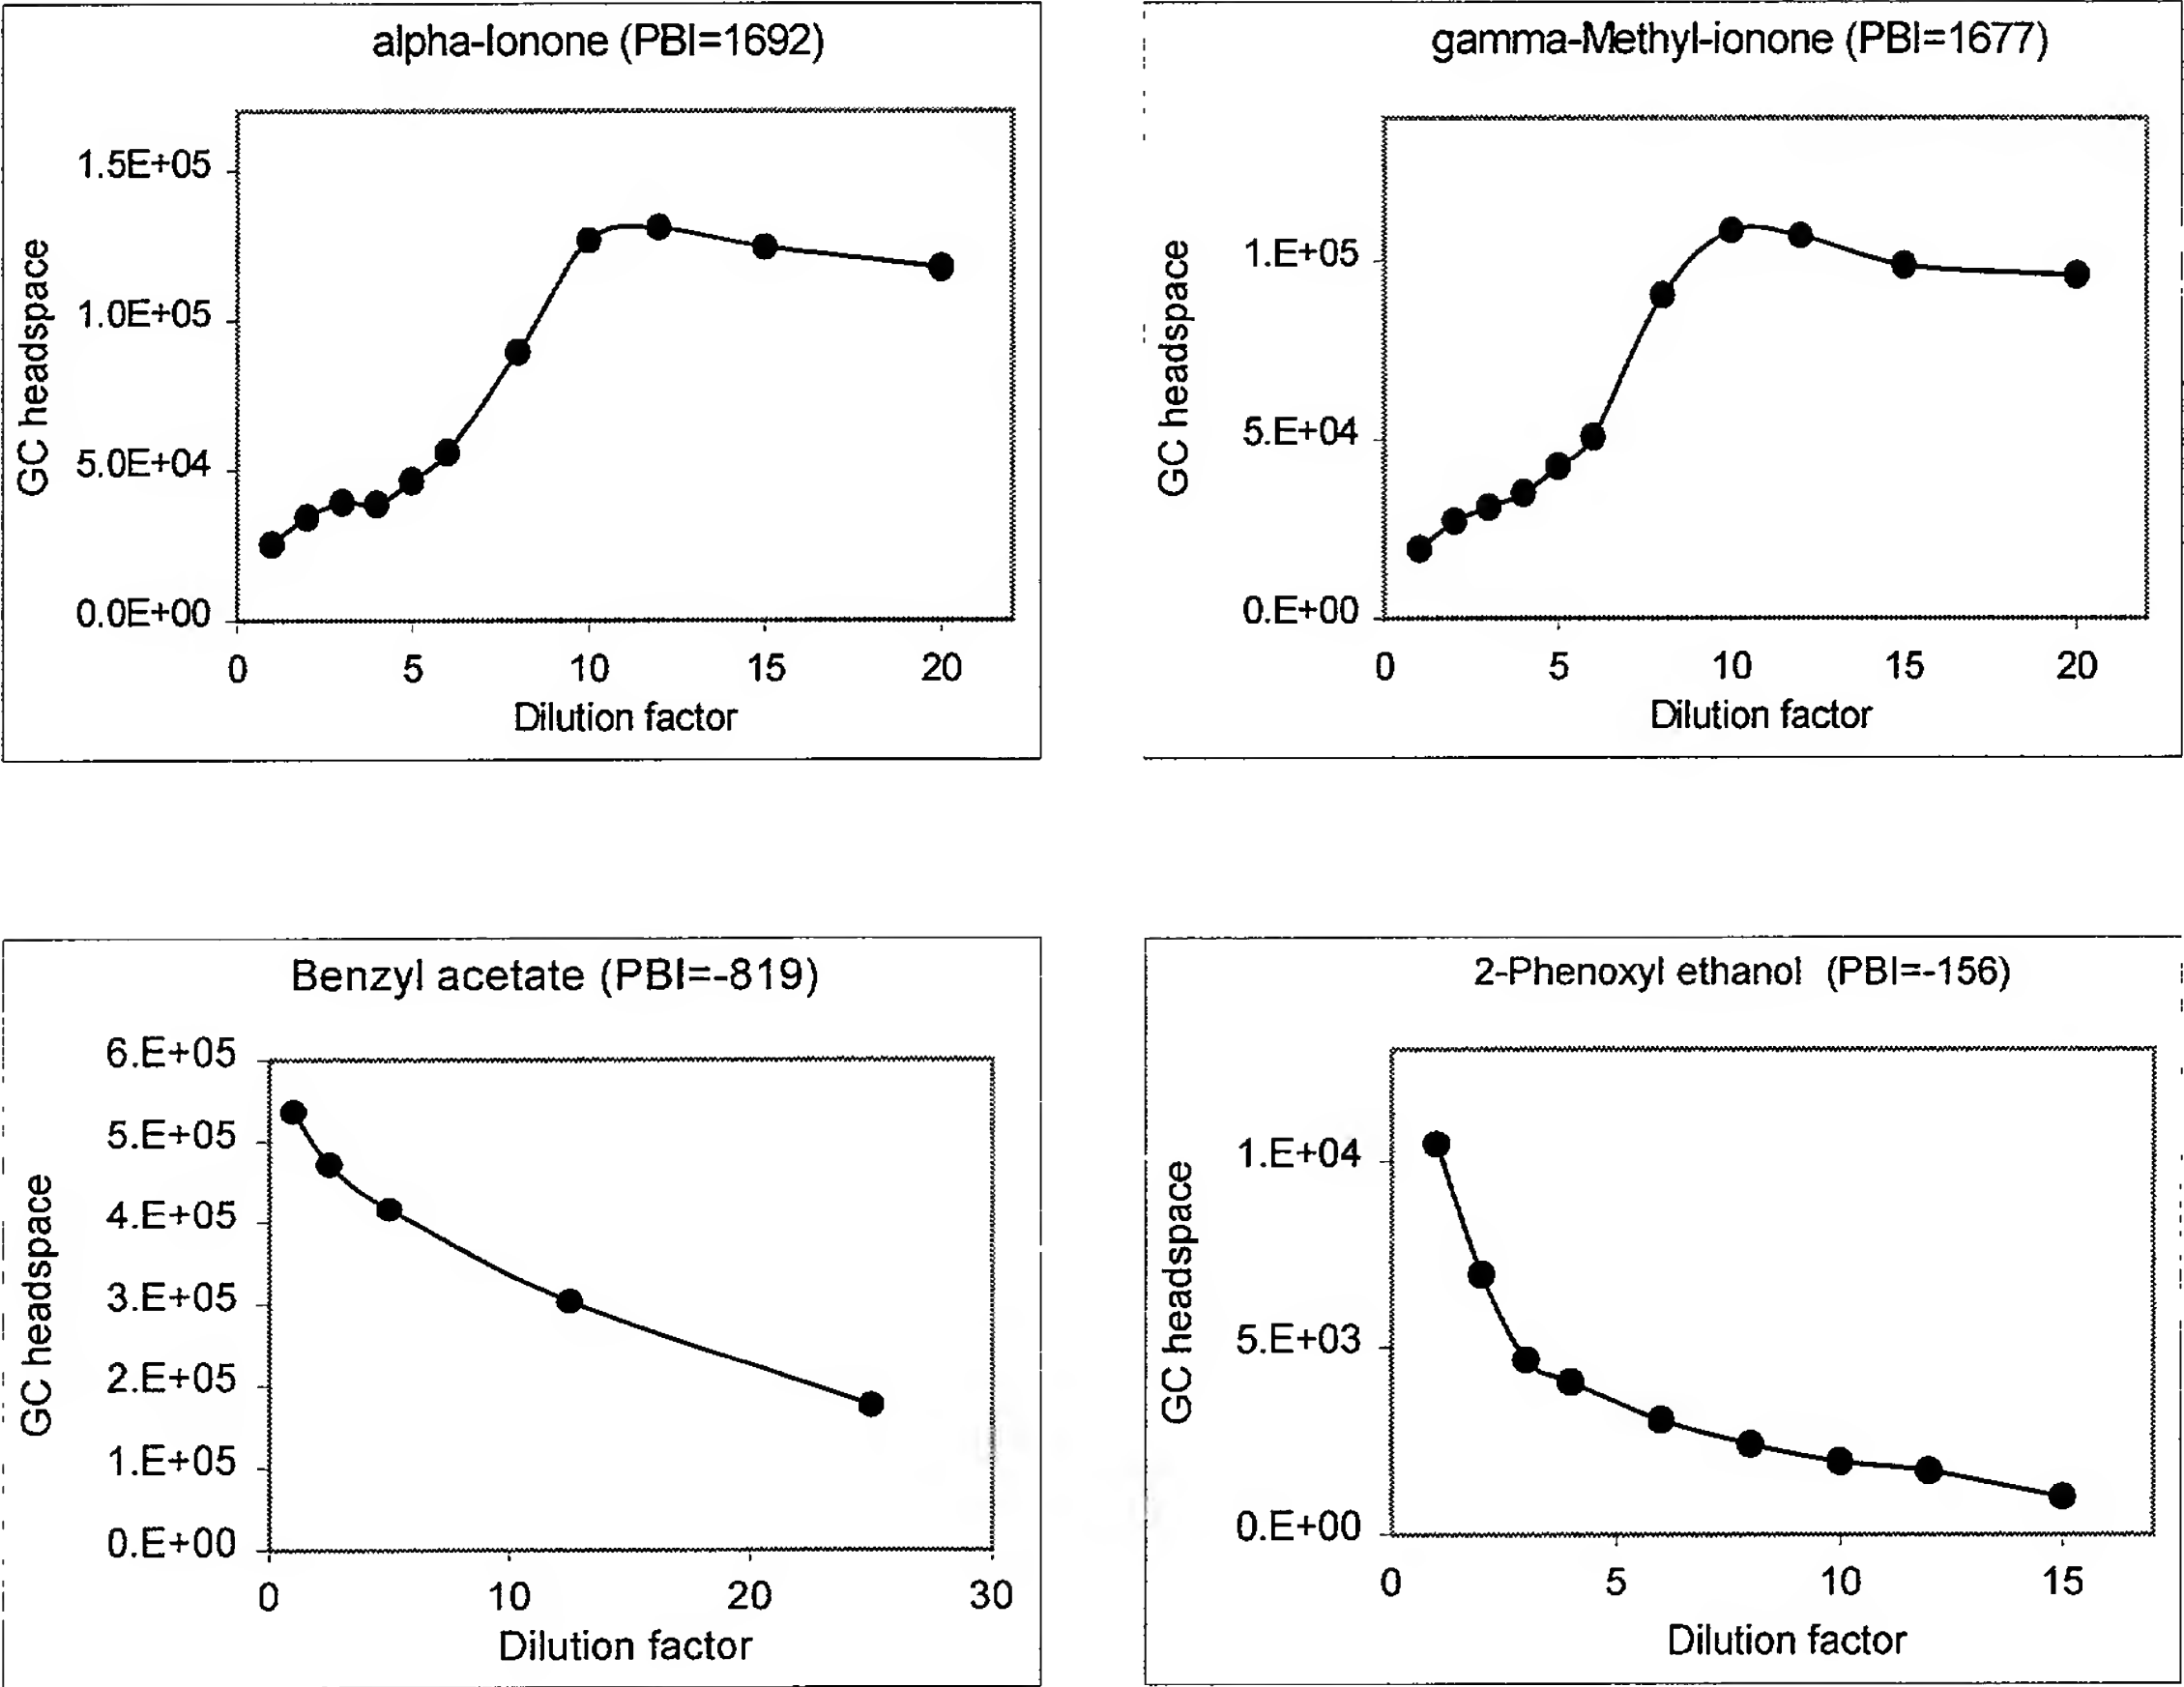 alpha-Ionone (PBI=1692)
GC headspace
1.5E+05
1.0E+05
5.0E+04
0.0E+00
0 5 10 15 20
Dilution factor
gamma-Methyl-ionone (PBI=1677)
GC headspace
1.E+05
5.E+04
0.E+00
0 5 10 15 20
Dilution factor
Benzyl acetate (PBI=-819)
GC headspace
6.E+05
5.E+05
4.E+05
3.E+05
2.E+05
1.E+05
0.E+00
0 10 20 30
Dilution factor
2-Phenoxyl ethanol (PBI=-156)
GC headspace
1.E+04
5.E+03
0.E+00
0 5 10 15
Dilution factor